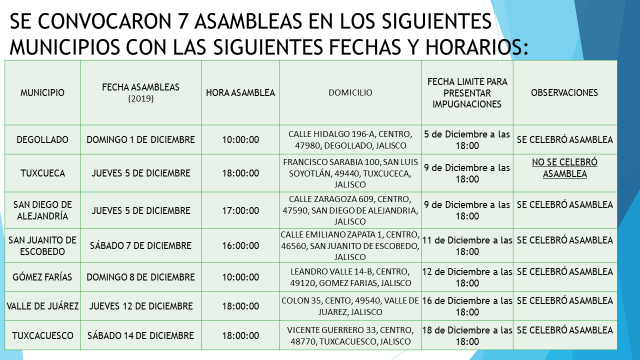 SE CONVOCARON 7 ASAMBLEAS EN LOS SIGUIENTES
MUNICIPIOS CON LAS SIGUIENTES FECHAS Y HORARIOS:
MUNICIPIO
FECHA ASAMBLEAS
(2019)
HORA ASAMBLEA
DOMICILIO
FECHA LIMITE PARA
PRESENTAR
IMPUGNACIONES
OBSERVACIONES
DEGOLLADO
DOMINGO 1 DE DICIEMBRE
10:00:00
CALLE HIDALGO 196-A, CENTRO,
47980, DEGOLLADO, JALISCO
5 de Diciembre a las
18:00
SE CELEBRÓ ASAMBLEA
TUXCUECA
JUEVES 5 DE DICIEMBRE
18:00:00
FRANCISCO SARABIA 100, SAN LUIS
SOYOTLÁN, 49440, TUXCUCECA,
JALISCO
9 de Diciembre a las
18:00
NO SE CELEBRÓ
ASAMBLEA
SAN DIEGO DE
ALEJANDRÍA
JUEVES 5 DE DICIEMBRE
17:00:00
CALLE ZARAGOZA 609, CENTRO,
47590, SAN DIEGO DE ALEJANDRIA,
JALISCO
9 de Diciembre a las
18:00
SE CELEBRÓ ASAMBLEA
SAN JUANITO DE
ESCOBEDO
SÁBADO 7 DE DICIEMBRE
16:00:00
CALLE EMILIANO ZAPATA 1, CENTRO,
46560, SAN JUANITO DE ESCOBEDO,
JALISCO
11 de Diciembre a las
18:00
SE CELEBRÓ ASAMBLEA
GÓMEZ FARÍAS
DOMINGO 8 DE DICIEMBRE
10:00:00
LEANDRO VALLE 14-B, CENTRO,
49120, GOMEZ FARIAS, JALISCO
12 de Diciembre a las
18:00
SE CELEBRÓ ASAMBLEA
VALLE DE JUÁREZ
JUEVES 12 DE DICIEMBRE
18:00:00
COLON 35, CENTO, 49540, VALLE DE
JUAREZ, JALISCO
16 de Diciembre a las
18:00
SE CELEBRÓ ASAMBLEA
TUXCACUESCO
SÁBADO 14 DE DICIEMBRE
18:00:00
VICENTE GUERRERO 33, CENTRO,
48770, TUXCACUESCO, JALISCO
18 de Diciembre a las
18:00
SE CELEBRÓ ASAMBLEA